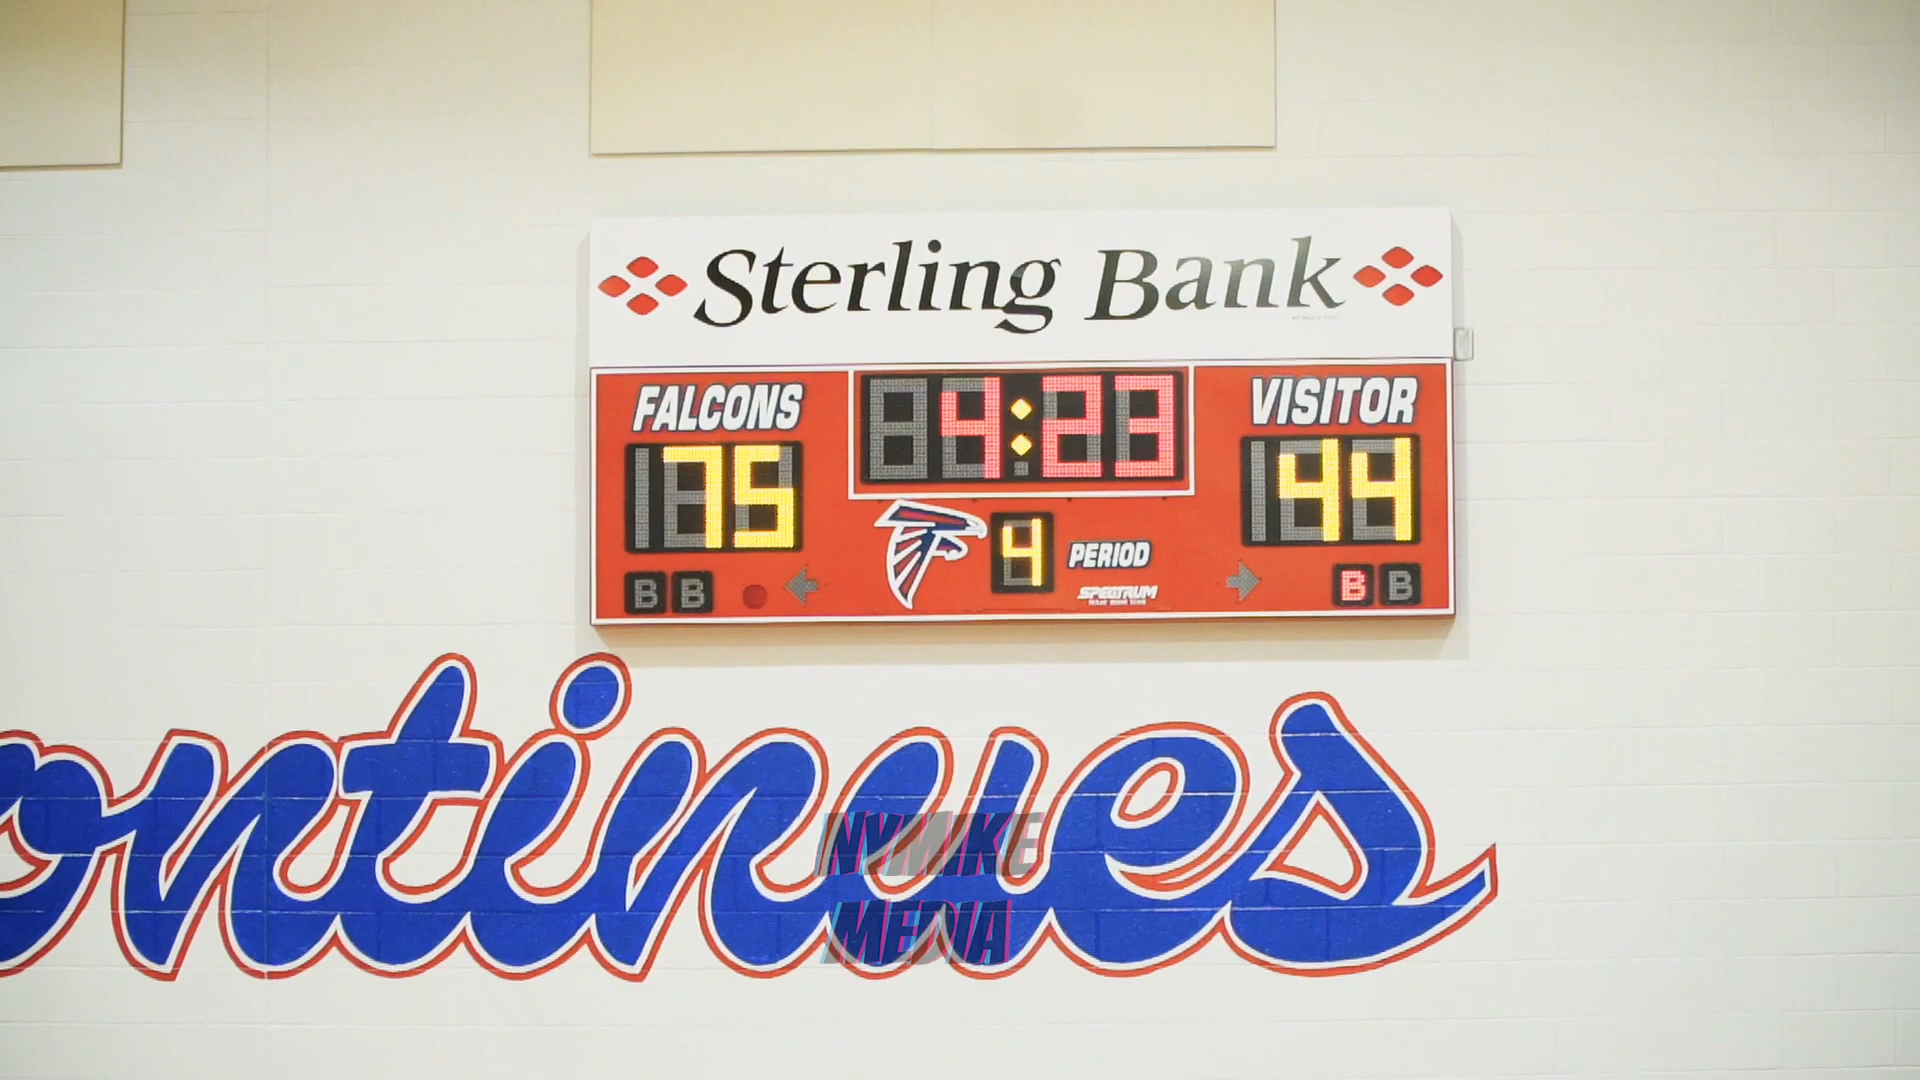 Sterling Bank
FALCONS
4:23
VISITOR
75
44
4
PERIOD
B B
SPECTRUM
B B
ontinues
NYMIKE
MEDIA